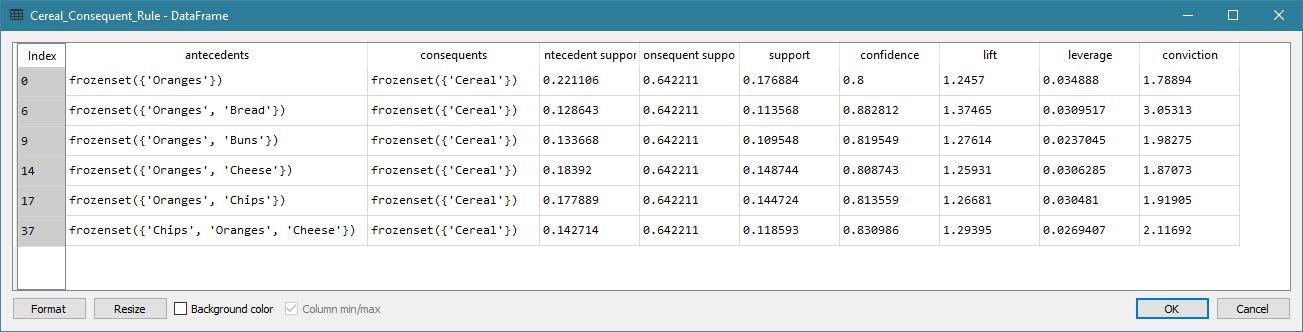 Cereal_Consequent_Rule - DataFrame
Index antecedents consequents ntecedent suppor onsequent suppo support confidence lift leverage conviction
0 frozenset({'Oranges'}) frozenset({'Cereal'}) 0.221106 0.642211 0.176884 0.8 1.2457 0.034888 1.78894
6 frozenset({'Oranges', 'Bread'}) frozenset({'Cereal'}) 0.128643 0.642211 0.113568 0.882812 1.37465 0.0309517 3.05313
9 frozenset({'Oranges', 'Buns'}) frozenset({'Cereal'}) 0.133668 0.642211 0.109548 0.819549 1.27614 0.0237045 1.98275
14 frozenset({'Oranges', 'Cheese'}) frozenset({'Cereal'}) 0.18392 0.642211 0.148744 0.808743 1.25931 0.0306285 1.87073
17 frozenset({'Oranges', 'Chips'}) frozenset({'Cereal'}) 0.177889 0.642211 0.144724 0.813559 1.26681 0.030481 1.91905
37 frozenset({'Chips', 'Oranges', 'Cheese'}) frozenset({'Cereal'}) 0.142714 0.642211 0.118593 0.830986 1.29395 0.0269407 2.11692
Format Resize Background color Column min/max OK Cancel